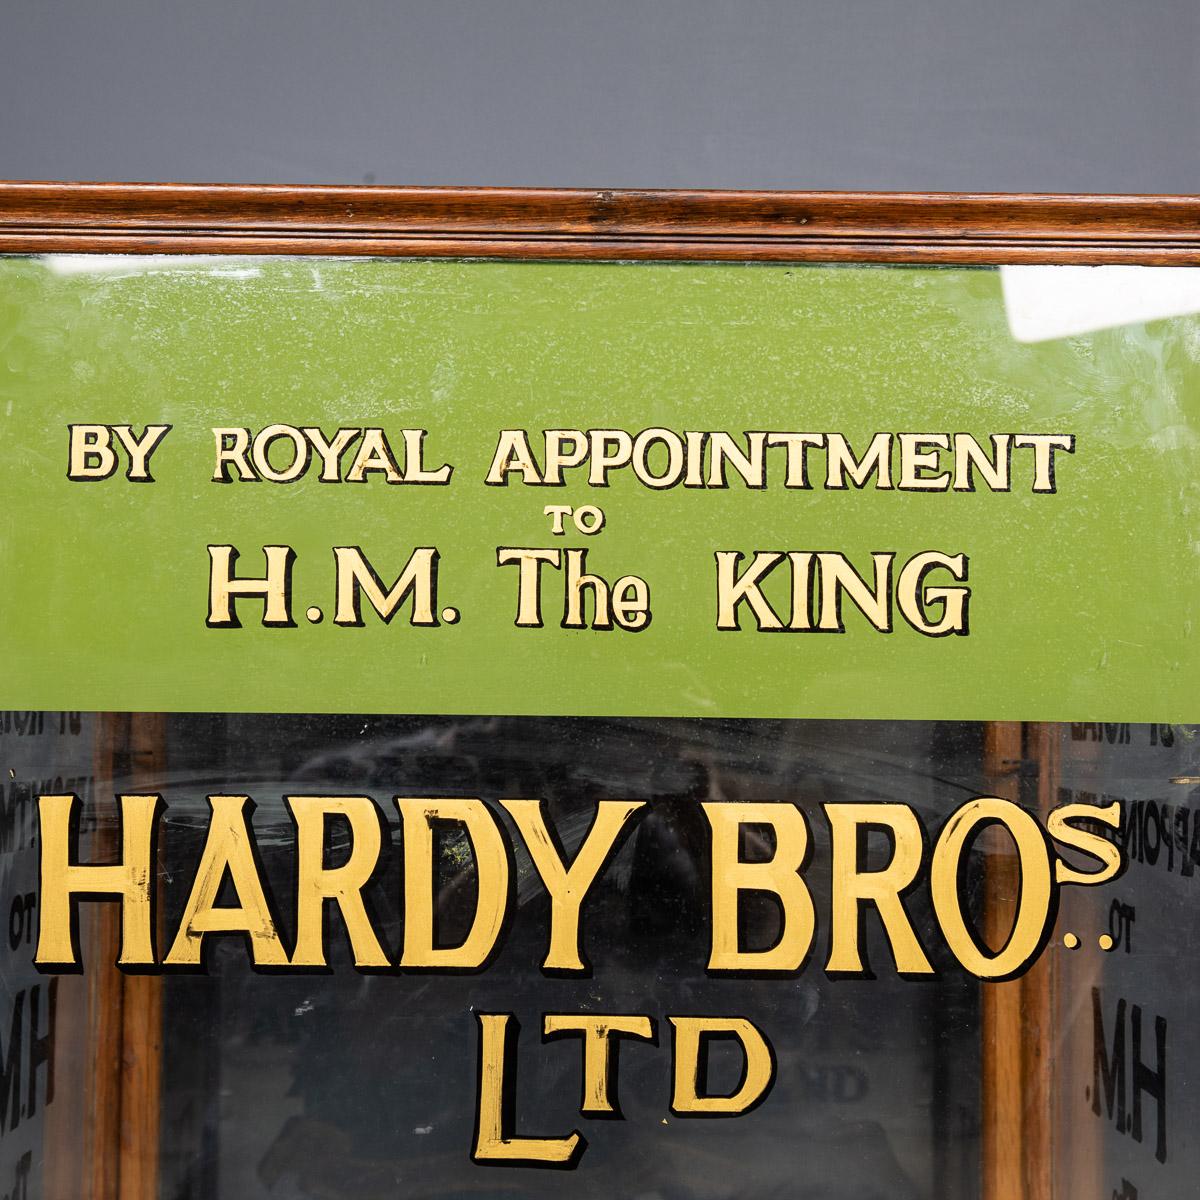 BY ROYAL APPOINTMENT
TO
H.M. The KING
HARDY BROS..
LTD